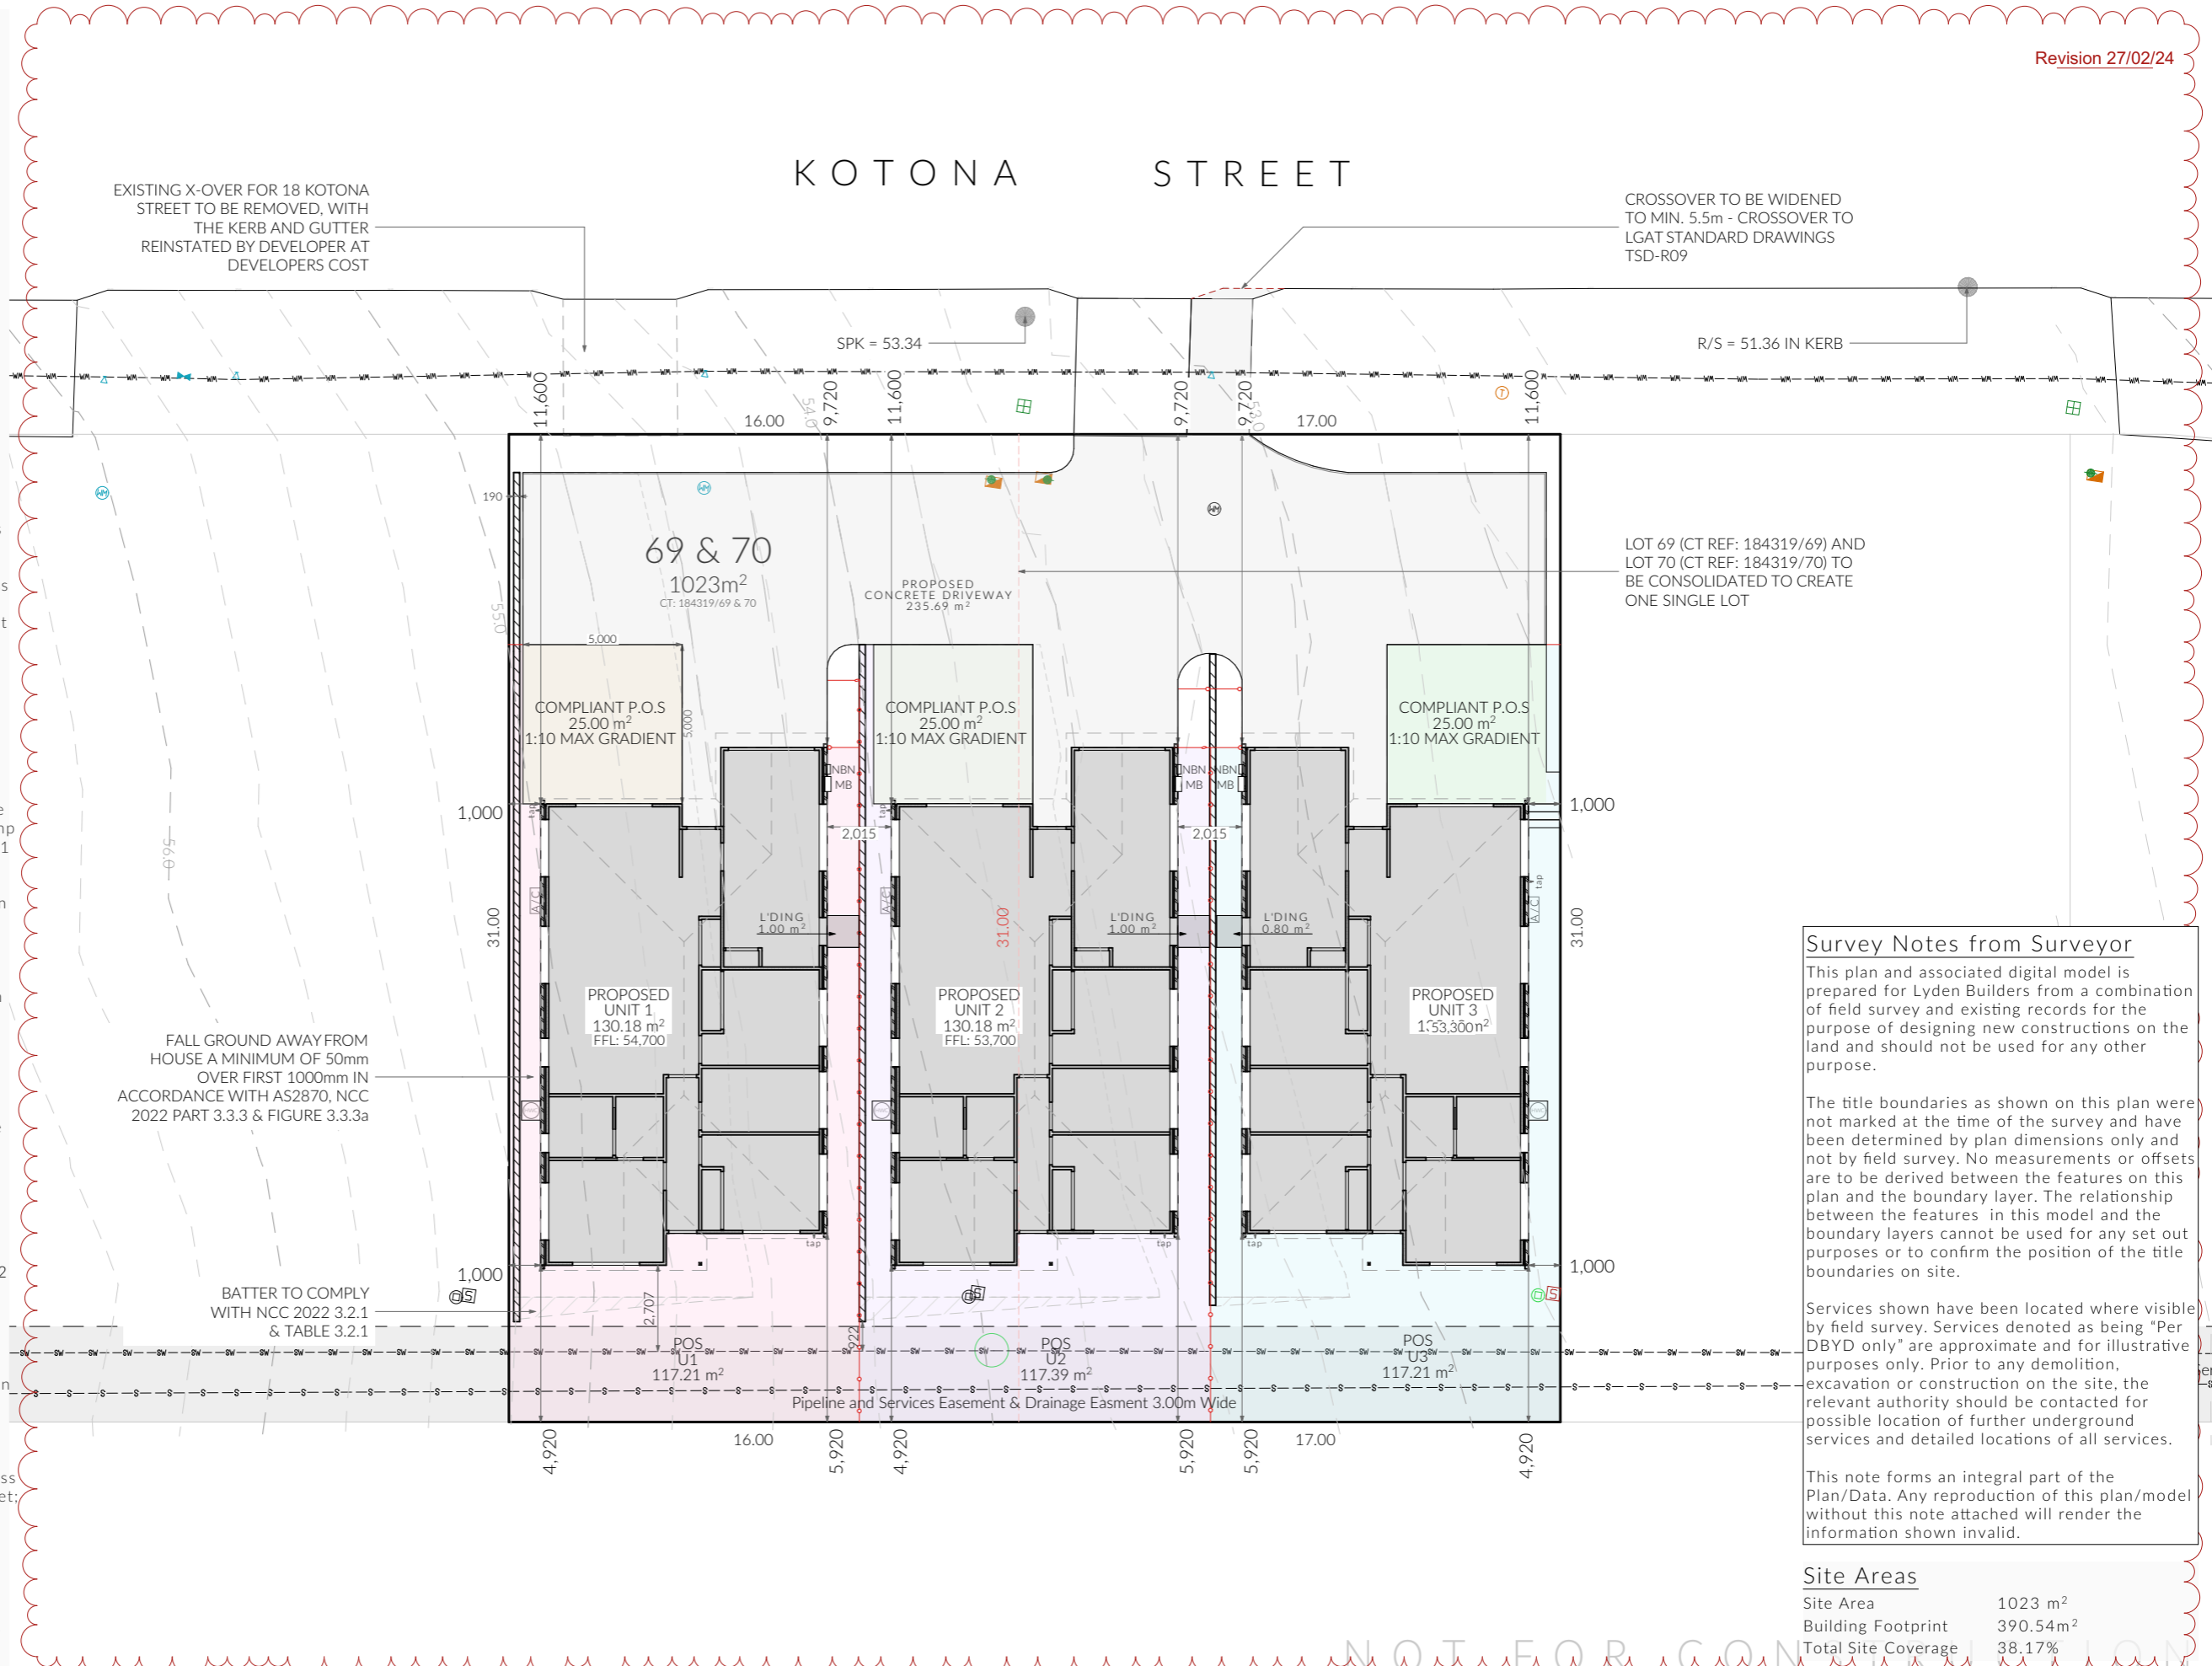 Revision 27/02/24
KOTONA STREET
EXISTING X-OVER FOR 18 KOTONA
STREET TO BE REMOVED, WITH
THE KERB AND GUTTER
REINSTATED BY DEVELOPER AT
DEVELOPERS COST
CROSSOVER TO BE WIDENED
TO MIN. 5.5m - CROSSOVER TO
LGAT STANDARD DRAWINGS
TSD-R09
SPK = 53.34
R/S = 51.36 IN KERB
11,600
16.00
54.0
9,720
11,600
9,720
9,720
53.0
17.00
11,600
190
69 & 70
1023m²
CT: 184319/69 & 70
PROPOSED
CONCRETE DRIVEWAY
235.69 m²
LOT 69 (CT REF: 184319/69) AND
LOT 70 (CT REF: 184319/70) TO
BE CONSOLIDATED TO CREATE
ONE SINGLE LOT
55.0
56.0
5,000
5,000
COMPLIANT P.O.S
25.00 m²
1:10 MAX GRADIENT
COMPLIANT P.O.S
25.00 m²
1:10 MAX GRADIENT
COMPLIANT P.O.S
25.00 m²
1:10 MAX GRADIENT
NBN
MB
NBN
MB
NBN
MB
1,000
tap
2,015
tap
2,015
1,000
tap
A/C
A/C
A/C
31.00
L'DING
1.00 m²
31.00
L'DING
1.00 m²
L'DING
0.80 m²
31.00
PROPOSED
UNIT 1
130.18 m²
FFL: 54,700
PROPOSED
UNIT 2
130.18 m²
FFL: 53,700
PROPOSED
UNIT 3
53,300
FALL GROUND AWAY FROM
HOUSE A MINIMUM OF 50mm
OVER FIRST 1000mm IN
ACCORDANCE WITH AS2870, NCC
2022 PART 3.3.3 & FIGURE 3.3.3a
tap
tap
tap
1,000
1,000
BATTER TO COMPLY
WITH NCC 2022 3.2.1
& TABLE 3.2.1
2,707
922
POS
U1
117.21 m²
POS
U2
117.39 m²
POS
U3
117.21 m²
Pipeline and Services Easement & Drainage Easment 3.00m Wide
4,920
16.00
5,920
4,920
5,920
5,920
17.00
4,920
Survey Notes from Surveyor
This plan and associated digital model is
prepared for Lyden Builders from a combination
of field survey and existing records for the
purpose of designing new constructions on the
land and should not be used for any other
purpose.
The title boundaries as shown on this plan were
not marked at the time of the survey and have
been determined by plan dimensions only and
not by field survey. No measurements or offsets
are to be derived between the features on this
plan and the boundary layer. The relationship
between the features in this model and the
boundary layers cannot be used for any set out
purposes or to confirm the position of the title
boundaries on site.
Services shown have been located where visible
by field survey. Services denoted as being “Per
DBYD only” are approximate and for illustrative
purposes only. Prior to any demolition,
excavation or construction on the site, the
relevant authority should be contacted for
possible location of further underground
services and detailed locations of all services.
This note forms an integral part of the
Plan/Data. Any reproduction of this plan/model
without this note attached will render the
information shown invalid.
Site Areas
Site Area 1023 m²
Building Footprint 390.54m²
Total Site Coverage 38.17%
NOT FOR